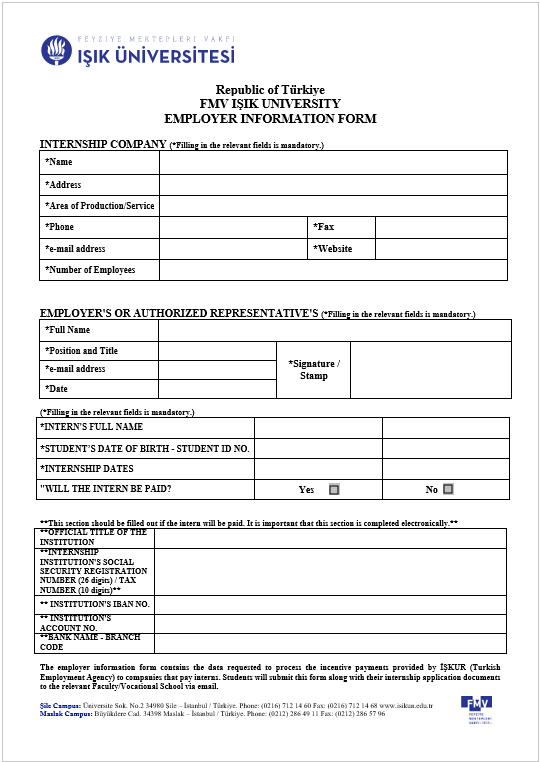 FEYZİYE MEKTEPLERİ VAKFI
IŞIK ÜNİVERSİTESİ
Republic of Türkiye
FMV IŞIK UNIVERSITY
EMPLOYER INFORMATION FORM
INTERNSHIP COMPANY (*Filling in the relevant fields is mandatory.)
*Name
*Address
*Area of Production/Service
*Phone *Fax
*e-mail address *Website
*Number of Employees
EMPLOYER'S OR AUTHORIZED REPRESENTATIVE'S (*Filling in the relevant fields is mandatory.)
*Full Name
*Position and Title
*e-mail address
*Date
*Signature /
Stamp
(*Filling in the relevant fields is mandatory.)
*INTERN'S FULL NAME
*STUDENT'S DATE OF BIRTH - STUDENT ID NO.
*INTERNSHIP DATES
"WILL THE INTERN BE PAID? Yes No
**This section should be filled out if the intern will be paid. It is important that this section is completed electronically.**
**OFFICIAL TITLE OF THE
INSTITUTION
**INTERNSHIP
INSTITUTION'S SOCIAL
SECURITY REGISTRATION
NUMBER (26 digits) / TAX
NUMBER (10 digits)**
** INSTITUTION'S IBAN NO.
** INSTITUTION'S
ACCOUNT NO.
**BANK NAME - BRANCH
CODE
The employer information form contains the data requested to process the incentive payments provided by İŞKUR (Turkish
Employment Agency) to companies that pay interns. Students will submit this form along with their internship application documents
to the relevant Faculty/Vocational School via email.
Şile Campus: Üniversite Sok. No.2 34980 Şile – İstanbul / Türkiye. Phone: (0216) 712 14 60 Fax: (0216) 712 14 68 www.isikun.edu.tr
Maslak Campus: Büyükdere Cad. 34398 Maslak – İstanbul / Türkiye. Phone: (0212) 286 49 11 Fax: (0212) 286 57 96
FMV
FEYZİYE
MEKTEPLERİ
VAKFI